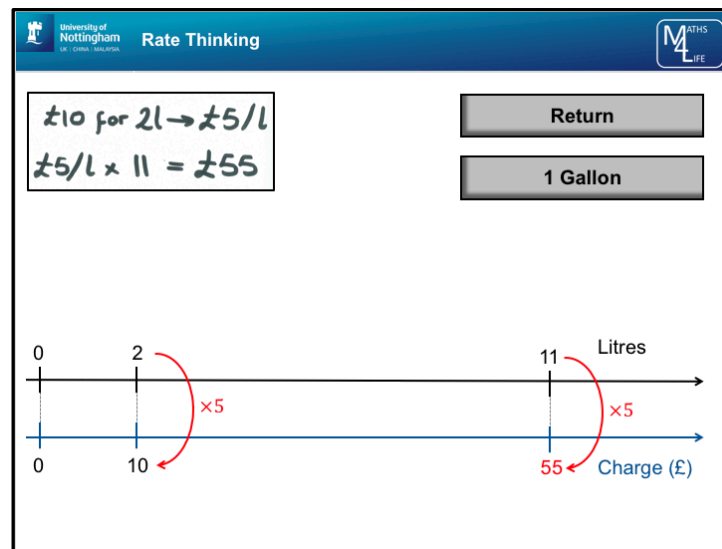 University of
Nottingham
UK | CHINA | MALAYSIA
Rate Thinking
MATHS
4
LIFE
£10 for 2l → £5/l
£5/l × 11 = £55
Return
1 Gallon
0 2 11 Litres
×5 ×5
0 10 55 Charge (£)